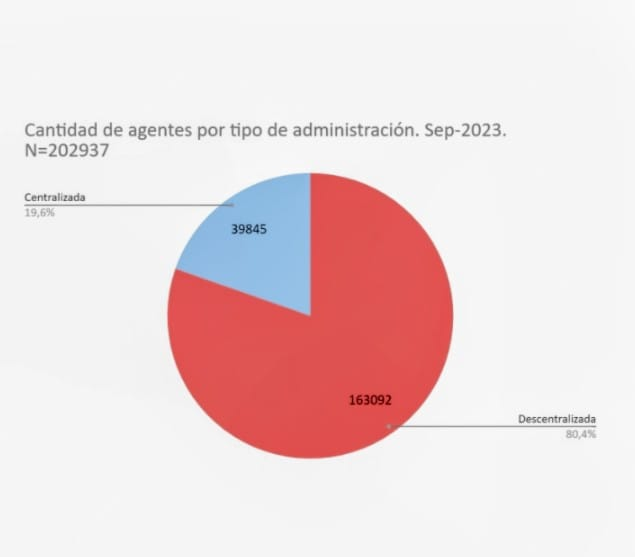 Cantidad de agentes por tipo de administración. Sep-2023.
N=202937
Centralizada
19,6%
39845
163092
Descentralizada
80,4%